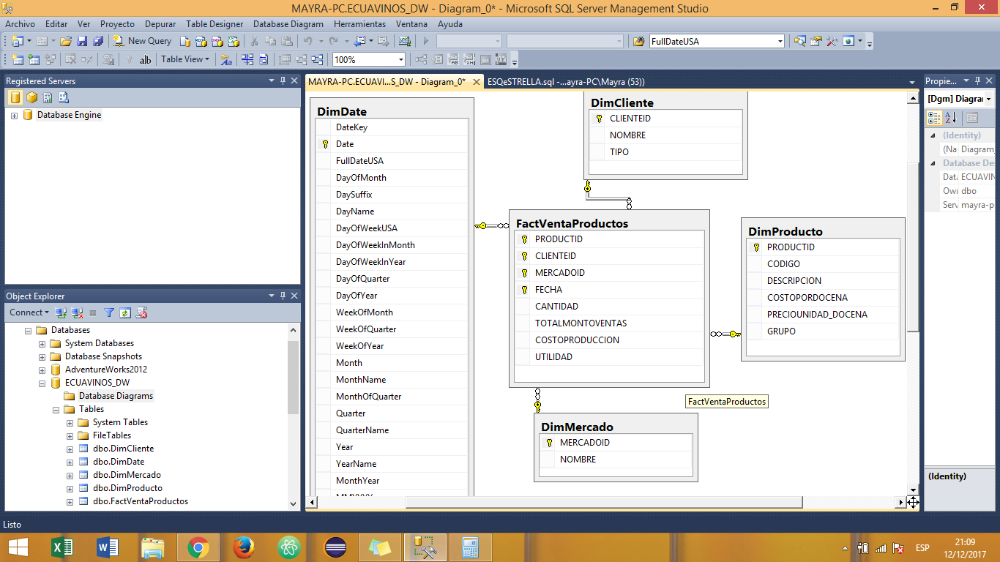 MAYRA-PC.ECUAVINOS_DW - Diagram_0* - Microsoft SQL Server Management Studio
Archivo Editar Ver Proyecto Depurar Table Designer Database Diagram Herramientas Ventana Ayuda
New Query FullDateUSA
ab Table View 100%
Registered Servers
Database Engine
MAYRA-PC.ECUAVI...S_DW - Diagram_0* ESQeSTRELLA.sql -...ayra-PC\Mayra (53))
DimDate
DateKey
Date
FullDateUSA
DayOfMonth
DaySuffix
DayName
DayOfWeekUSA
DayOfWeekInMonth
DayOfWeekInYear
DayOfQuarter
DayOfYear
WeekOfMonth
WeekOfQuarter
WeekOfYear
Month
MonthName
MonthOfQuarter
Quarter
QuarterName
Year
YearName
MonthYear
MMYYYY
DimCliente
CLIENTEID
NOMBRE
TIPO
FactVentaProductos
PRODUCTID
CLIENTEID
MERCADOID
FECHA
CANTIDAD
TOTALMONTOVENTAS
COSTOPRODUCCION
UTILIDAD
DimProducto
PRODUCTID
CODIGO
DESCRIPCION
COSTOPORDOCENA
PRECIOUNIDAD_DOCENA
GRUPO
FactVentaProductos
DimMercado
MERCADOID
NOMBRE
Propie...
[Dgm] Diagrar
(Identity)
(Na Diagram_
Database De
Data ECUAVIN
Own dbo
Serv mayra-p
(Identity)
Object Explorer
Connect
Databases
System Databases
Database Snapshots
AdventureWorks2012
ECUAVINOS_DW
Database Diagrams
Tables
System Tables
FileTables
dbo.DimCliente
dbo.DimDate
dbo.DimMercado
dbo.DimProducto
dbo.FactVentaProductos
Listo
ESP
21:09
12/12/2017